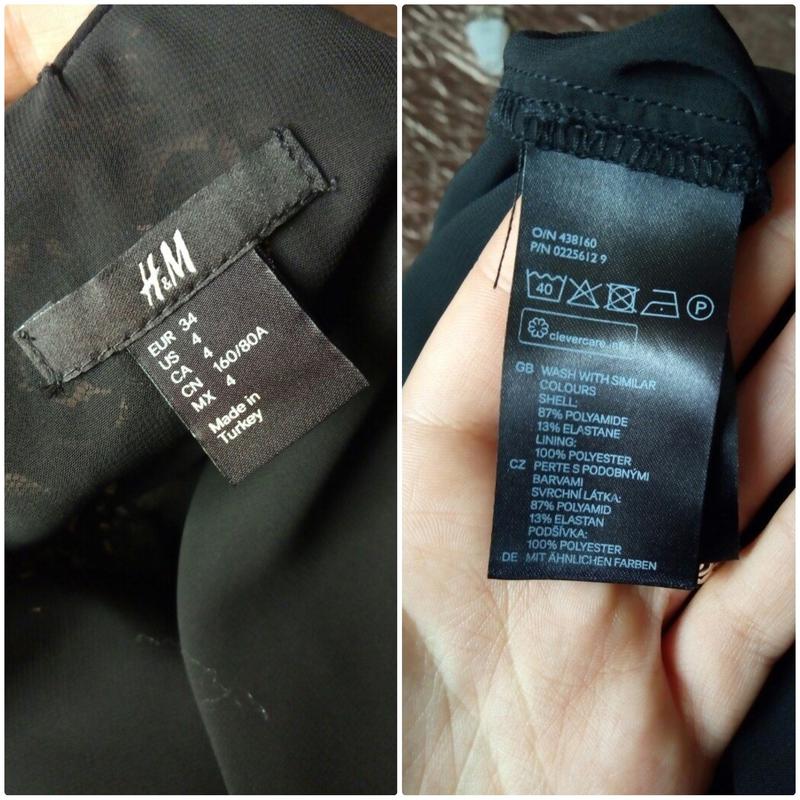 H&M
EUR 34
US 4
CA 4
CN 160/80A
MX 4
Made in
Turkey
O/N 438160
P/N 0225612 9
40 P
clevercare.info
GB WASH WITH SIMILAR
COLOURS
SHELL:
87% POLYAMIDE
13% ELASTANE
LINING:
100% POLYESTER
CZ PERTE S PODOBNÝMI
BARVAMI
SVRCHNÍ LÁTKA:
87% POLYAMID
13% ELASTAN
PODŠÍVKA:
100% POLYESTER
DE MIT ÄHNLICHEN FARBEN